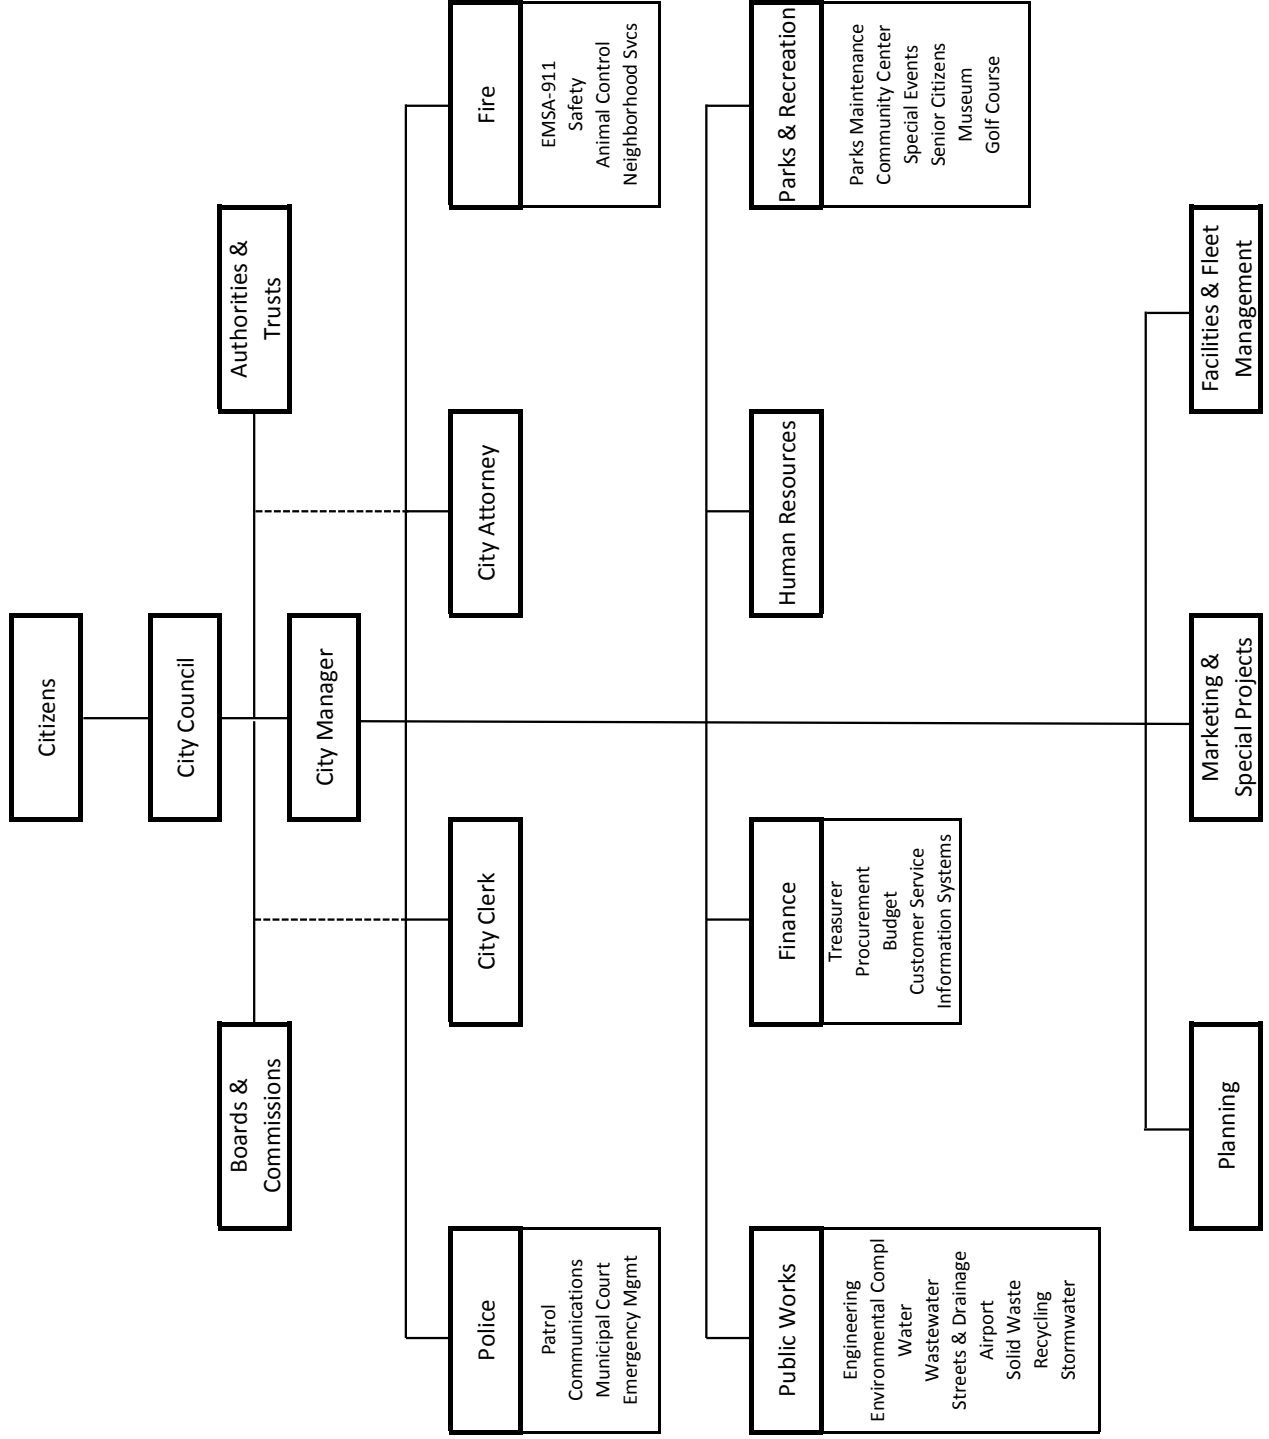 Citizens
City Council
Boards &
Commissions
Authorities &
Trusts
City Manager
Police
Patrol
Communications
Municipal Court
Emergency Mgmt
City Clerk
City Attorney
Fire
EMSA-911
Safety
Animal Control
Neighborhood Svcs
Public Works
Engineering
Environmental Compl
Water
Wastewater
Streets & Drainage
Airport
Solid Waste
Recycling
Stormwater
Finance
Treasurer
Procurement
Budget
Customer Service
Information Systems
Human Resources
Parks & Recreation
Parks Maintenance
Community Center
Special Events
Senior Citizens
Museum
Golf Course
Planning
Marketing &
Special Projects
Facilities & Fleet
Management